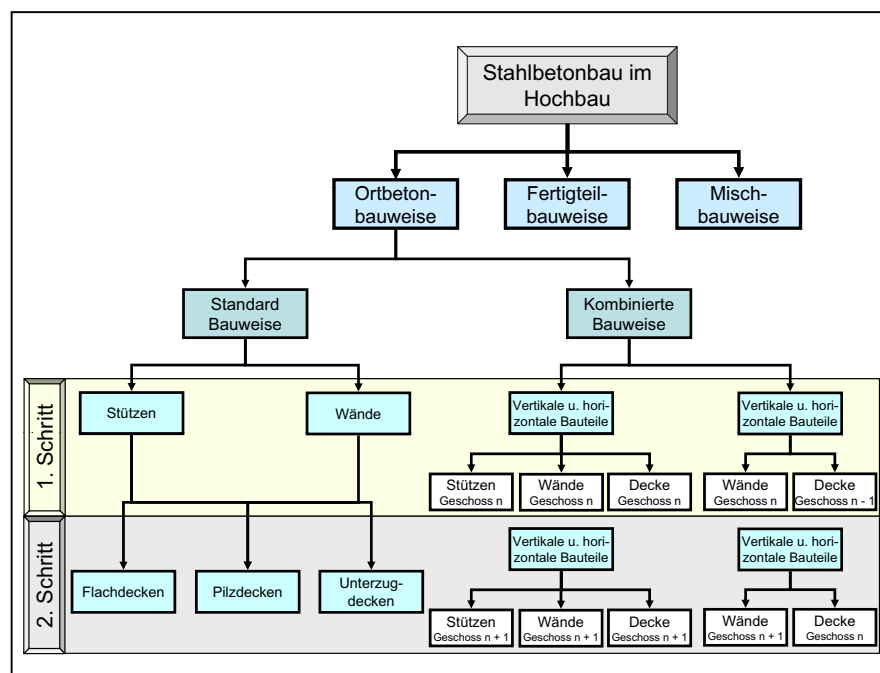 Stahlbetonbau im
Hochbau
Ortbeton-
bauweise
Fertigteil-
bauweise
Misch-
bauweise
Standard
Bauweise
Kombinierte
Bauweise
1. Schritt
Stützen
Wände
Vertikale u. hori-
zontale Bauteile
Vertikale u. hori-
zontale Bauteile
Stützen
Geschoss n
Wände
Geschoss n
Decke
Geschoss n
Wände
Geschoss n
Decke
Geschoss n - 1
2. Schritt
Flachdecken
Pilzdecken
Unterzug-
decken
Vertikale u. hori-
zontale Bauteile
Vertikale u. hori-
zontale Bauteile
Stützen
Geschoss n + 1
Wände
Geschoss n + 1
Decke
Geschoss n + 1
Wände
Geschoss n + 1
Decke
Geschoss n